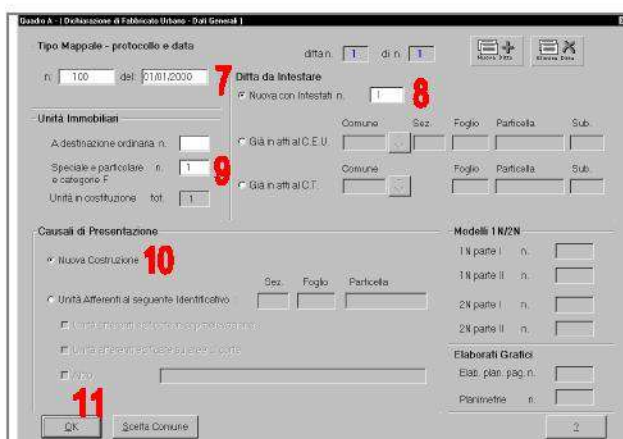 Quadro A - [ Dichiarazione di Fabbricato Urbano - Dati Generali ]
Tipo Mappale - protocollo e data
ditta n. 1 di n. 1
Nuova Ditta
Elimina Ditta
n. 100 del: 01/01/2000 7
Ditta da Intestare
Nuova con Intestati n. 1 8
Unità Immobiliari
A destinazione ordinaria n.
Speciale e particolare n. 1 9
e categorie F
Unità in costituzione tot. 1
Comune Sez. Foglio Particella Sub.
Già in atti al C.E.U.
Comune Foglio Particella Sub.
Già in atti al C.T.
Causali di Presentazione
Nuova Costruzione 10
Sez. Foglio Particella
Unità Afferenti al seguente Identificativo
Modelli 1N/2N
1N parte I n.
1N parte II n.
2N parte I n.
2N parte II n.
Elaborati Grafici
Elab. plan. pag. n.
Planimetrie n.
11
OK
Scelta Comune
?